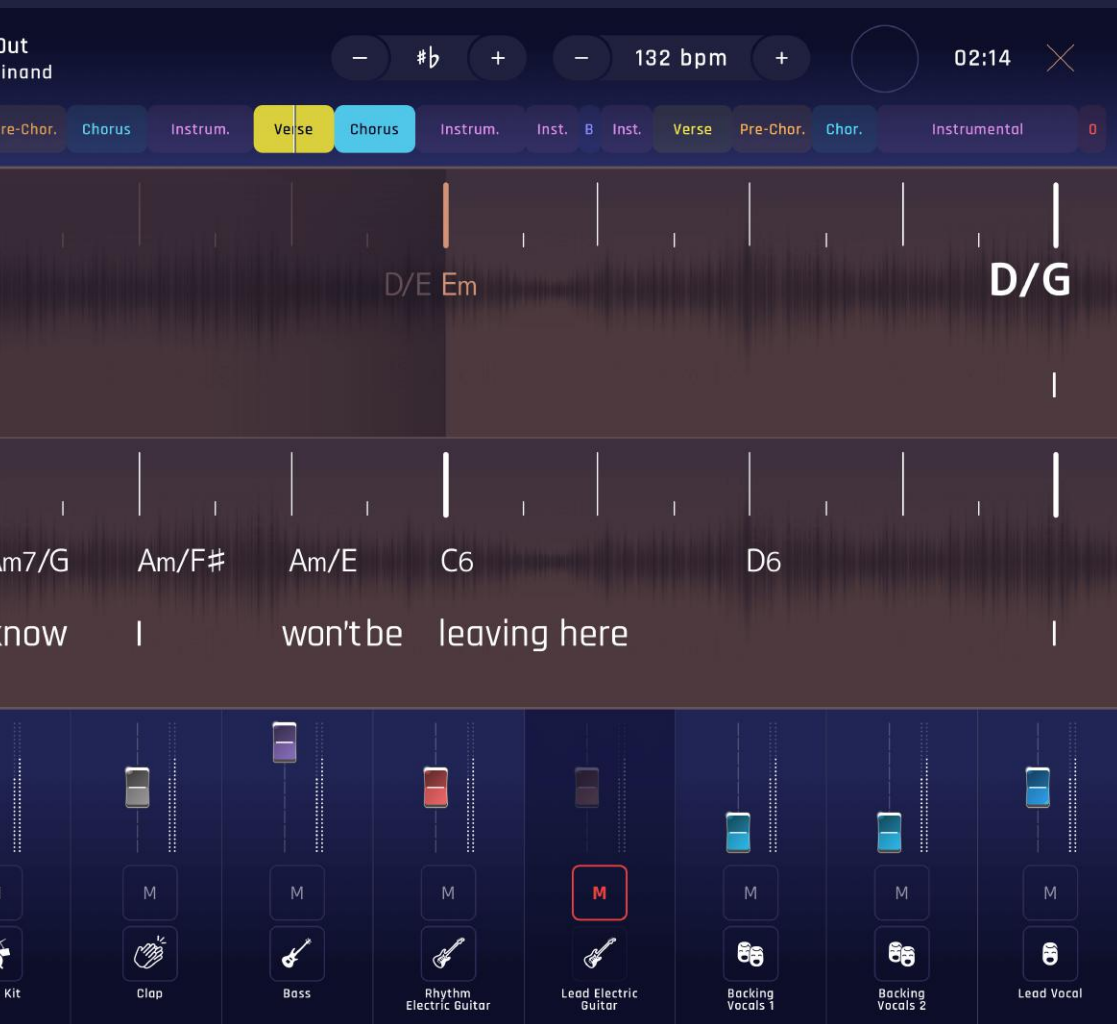 Out
inand
− #♭ +
− 132 bpm +
02:14
re-Chor. Chorus Instrum. Verse Chorus Instrum. Inst. B Inst. Verse Pre-Chor. Chor. Instrumental O
D/E Em D/G
I
Am7/G Am/F♯ Am/E C6 D6
know I won't be leaving here I
M M M M M M M
Kit Clap Bass Rhythm Electric Guitar Lead Electric Guitar Backing Vocals 1 Backing Vocals 2 Lead Vocal